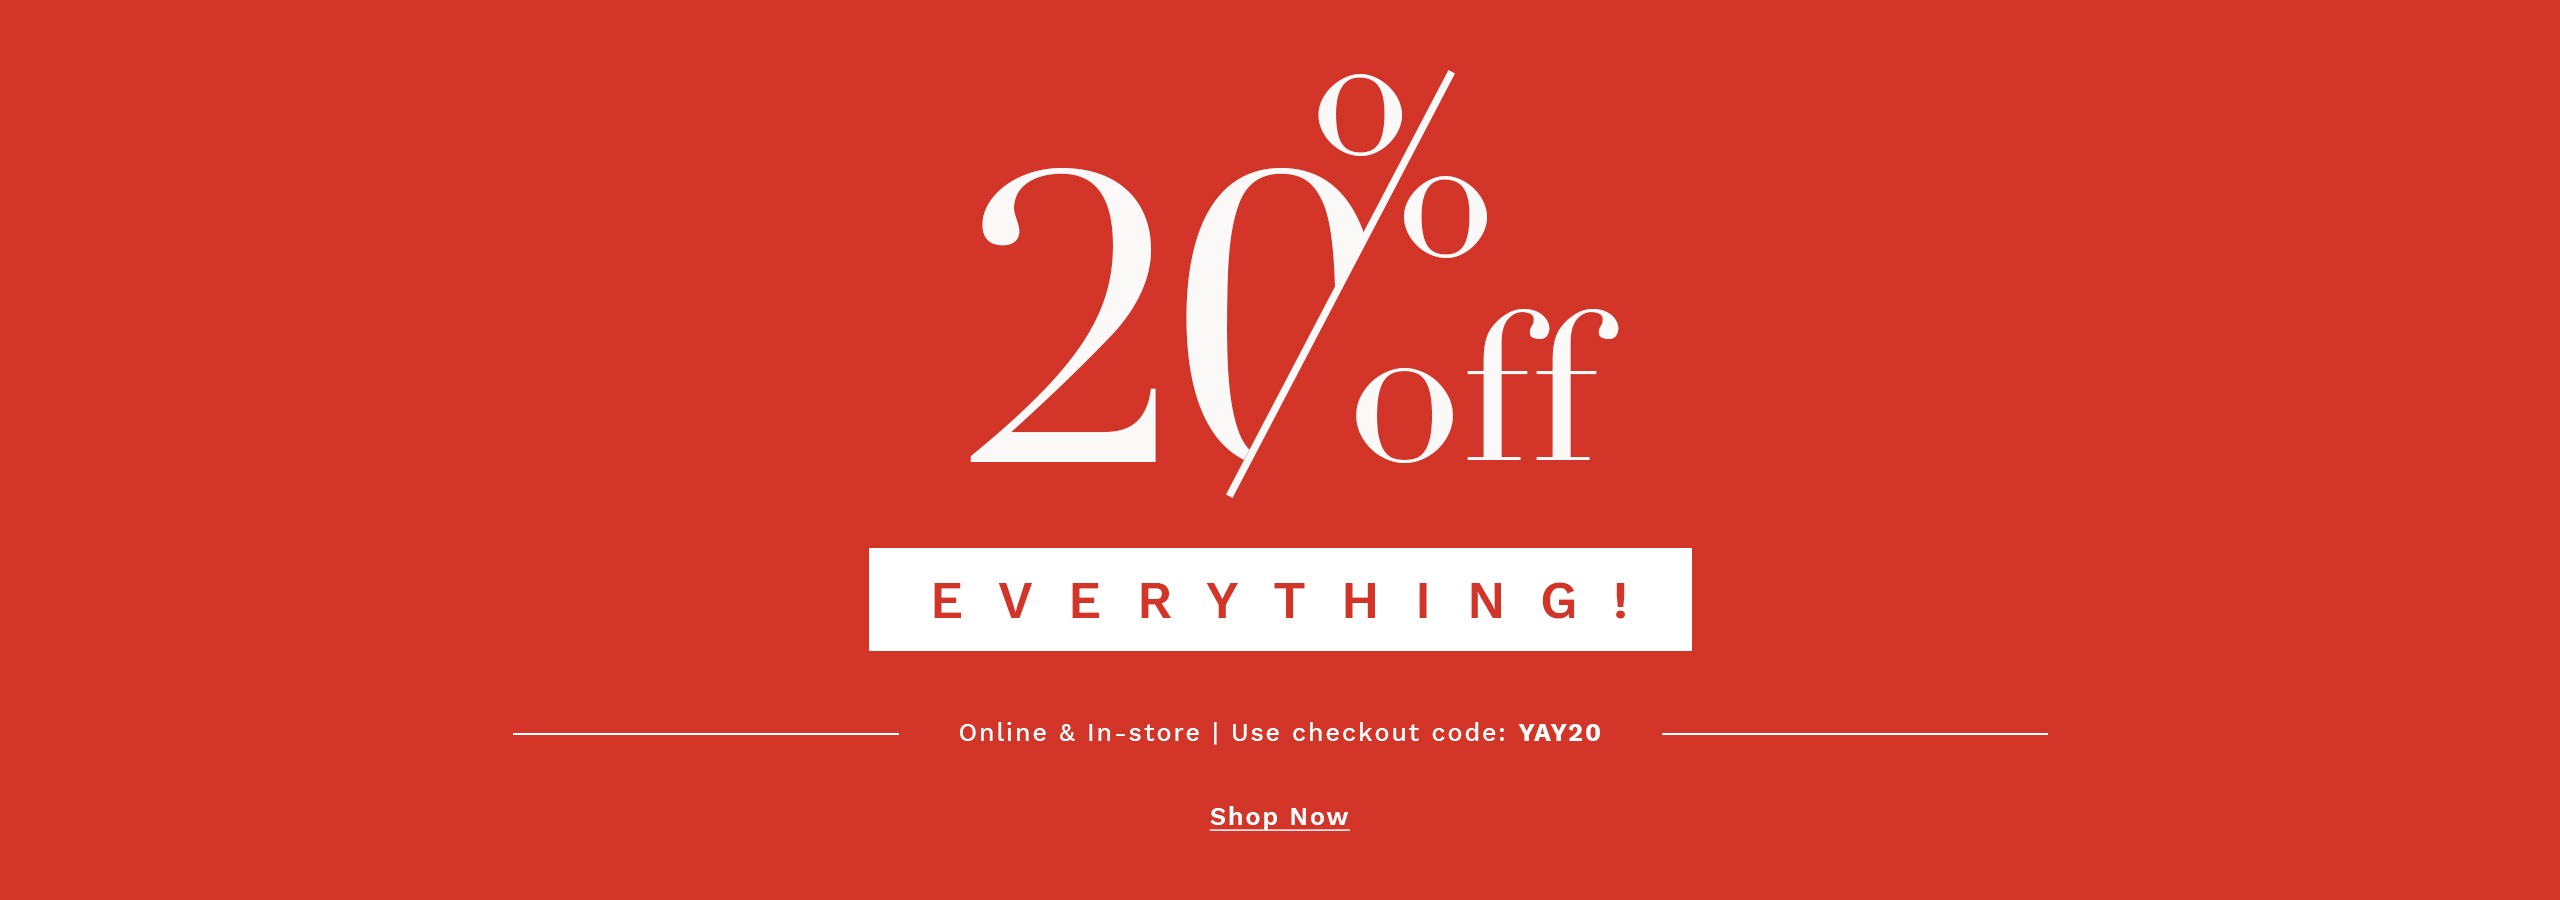 20% off
EVERYTHING!
Online & In-store | Use checkout code: YAY20
Shop Now